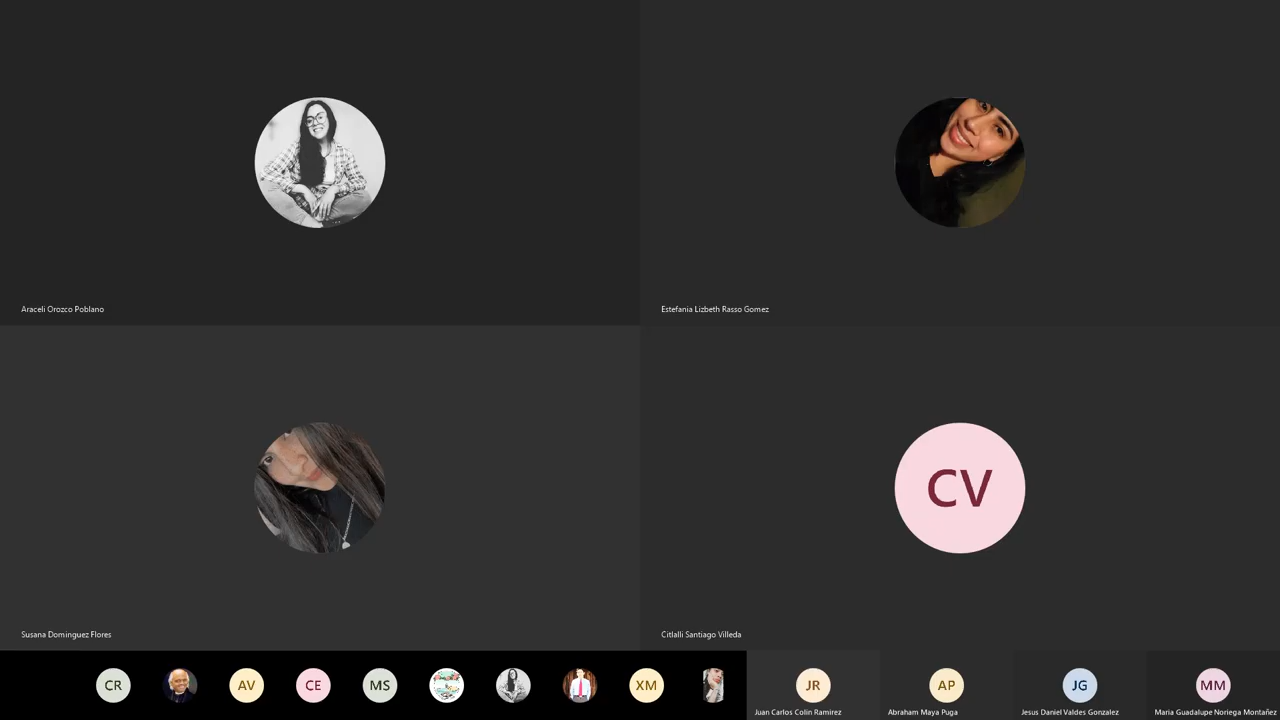 Araceli Orozco Poblano
Estefania Lizbeth Rasso Gomez
Susana Dominguez Flores
CV
Citlalli Santiago Villeda
CR
AV
CE
MS
XM
JR
Juan Carlos Colin Ramirez
AP
Abraham Maya Puga
JG
Jesus Daniel Valdes Gonzalez
MM
Maria Guadalupe Noriega Montañez